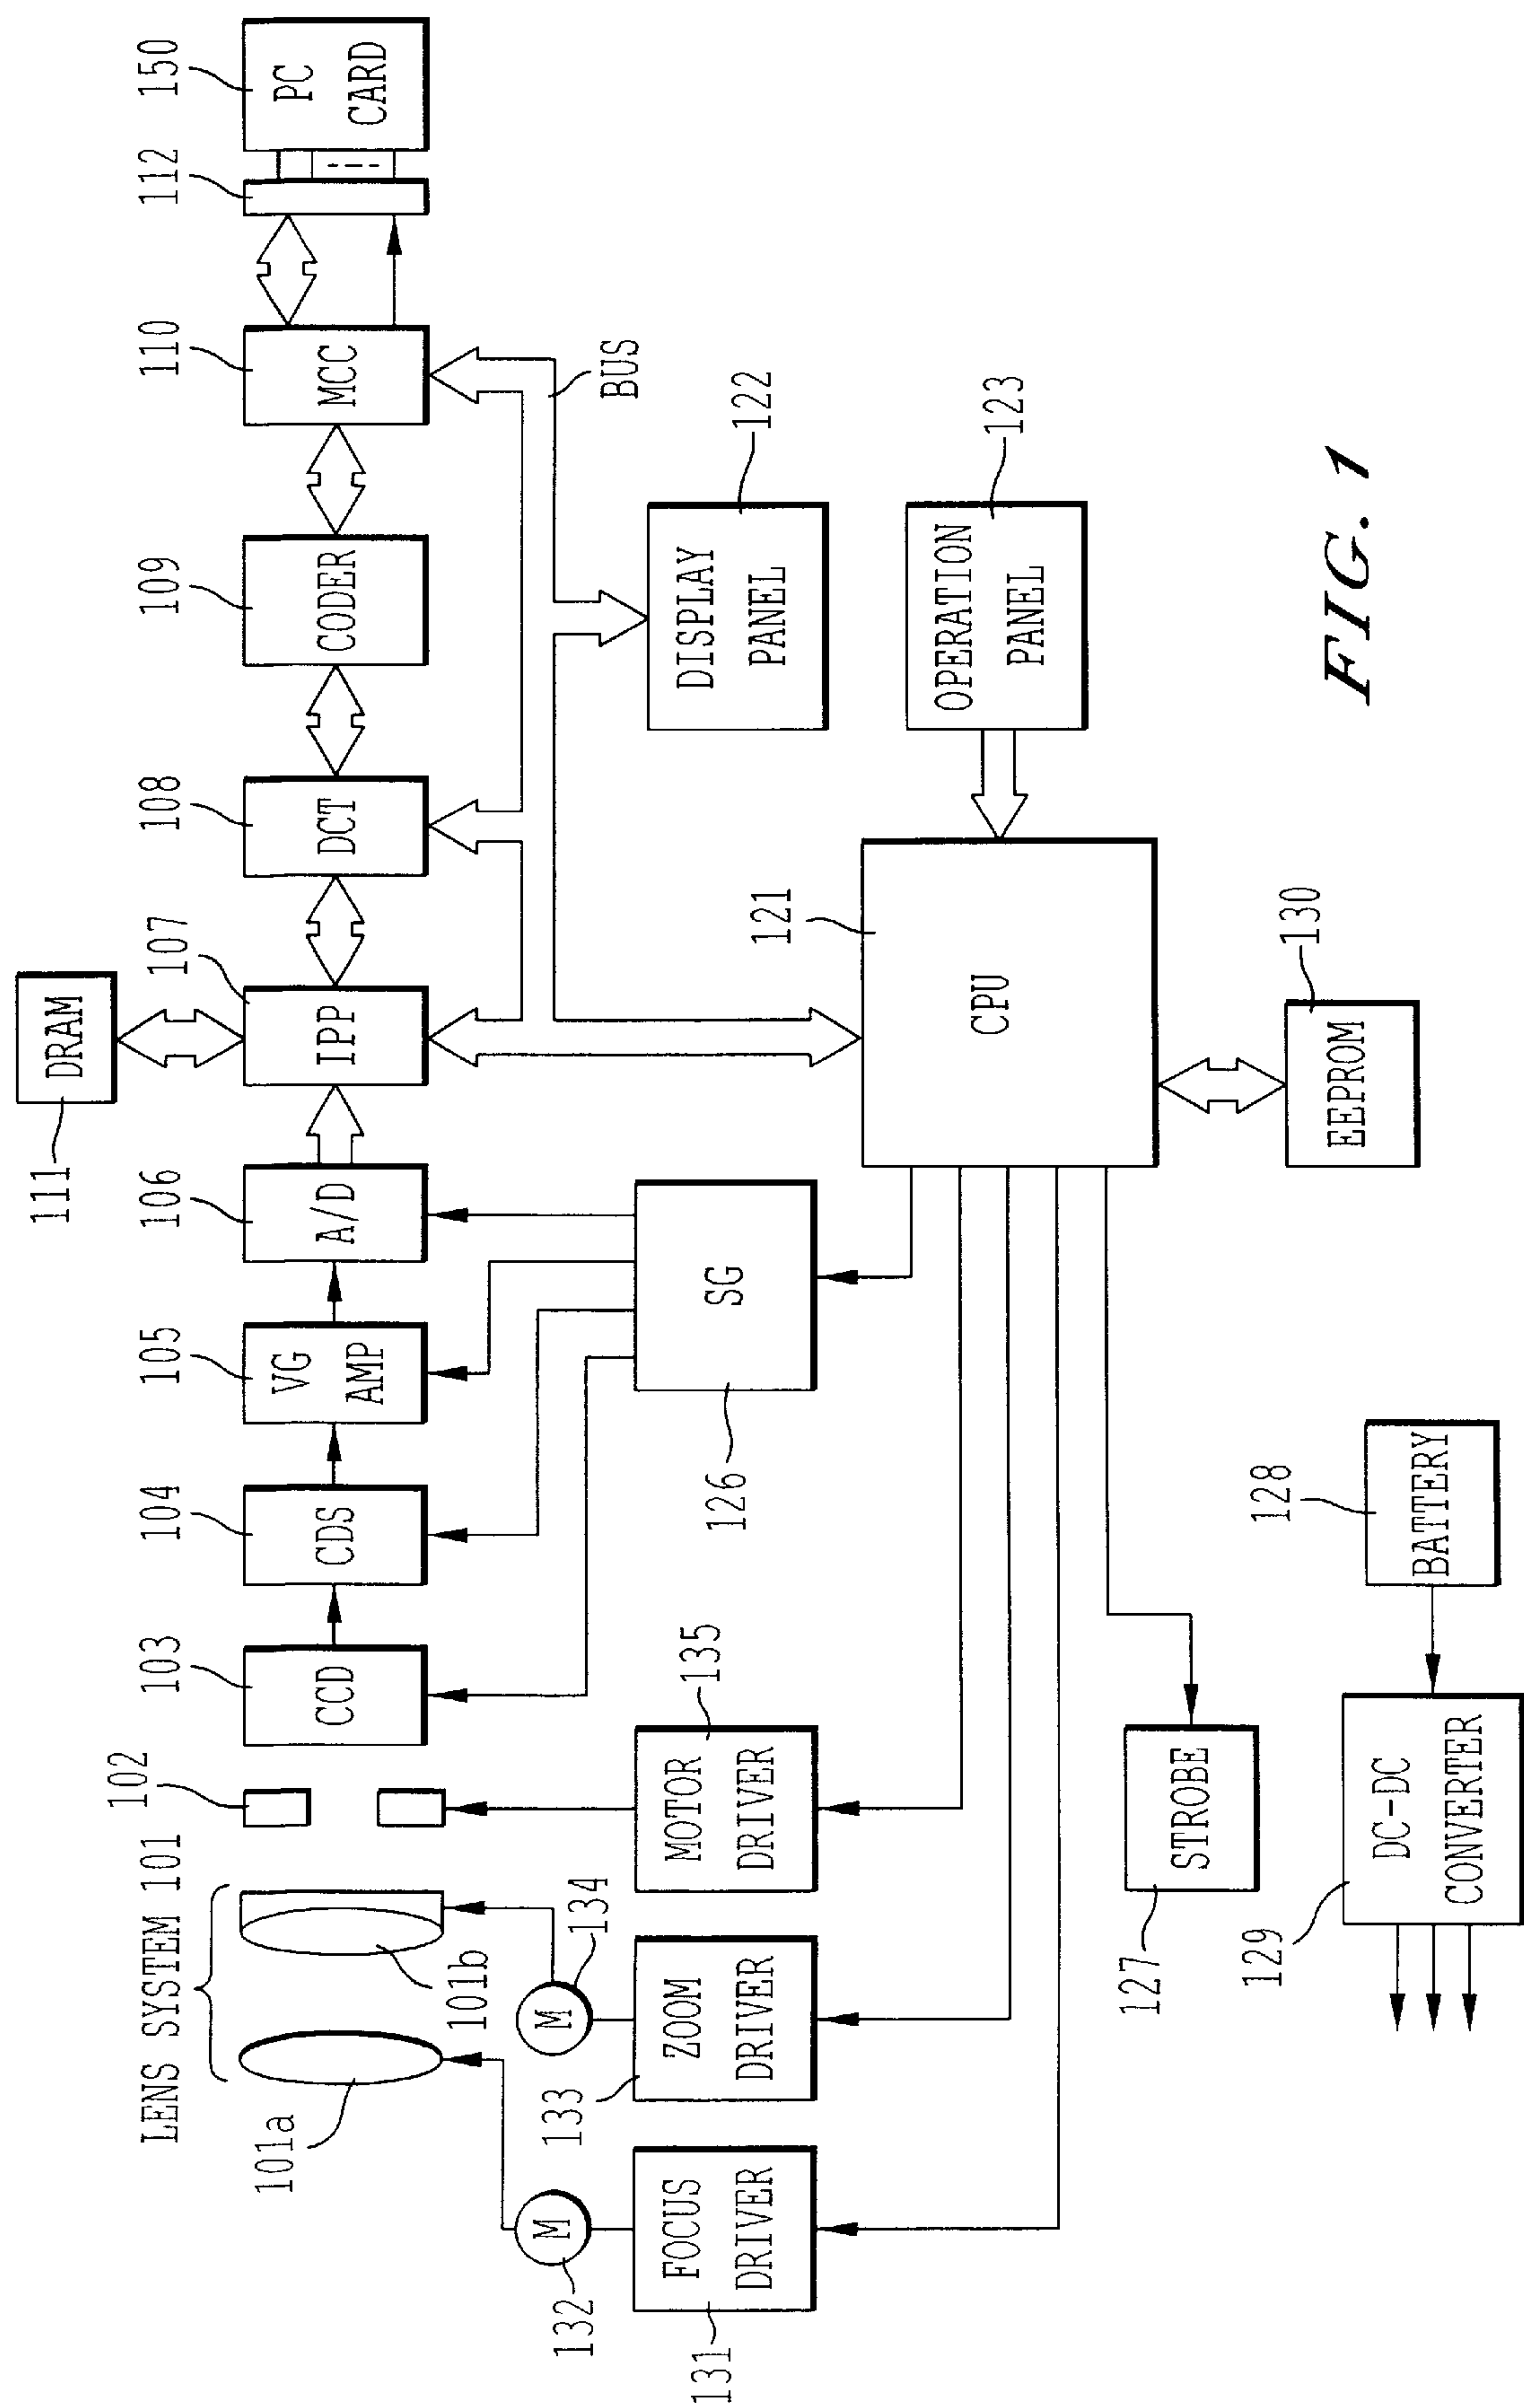 111
DRAM
LENS SYSTEM 101
102
103
104
105
106
107
108
109
110
112
150
CCD
CDS
VG
AMP
A/D
IPP
DCT
CODER
MCC
PC
CARD
101a
101b
BUS
132
M
M
134
133
135
126
121
122
123
131
FOCUS
DRIVER
ZOOM
DRIVER
MOTOR
DRIVER
SG
CPU
DISPLAY
PANEL
OPERATION
PANEL
127
STROBE
129
DC-DC
CONVERTER
128
BATTERY
EEPROM
130
FIG. 1